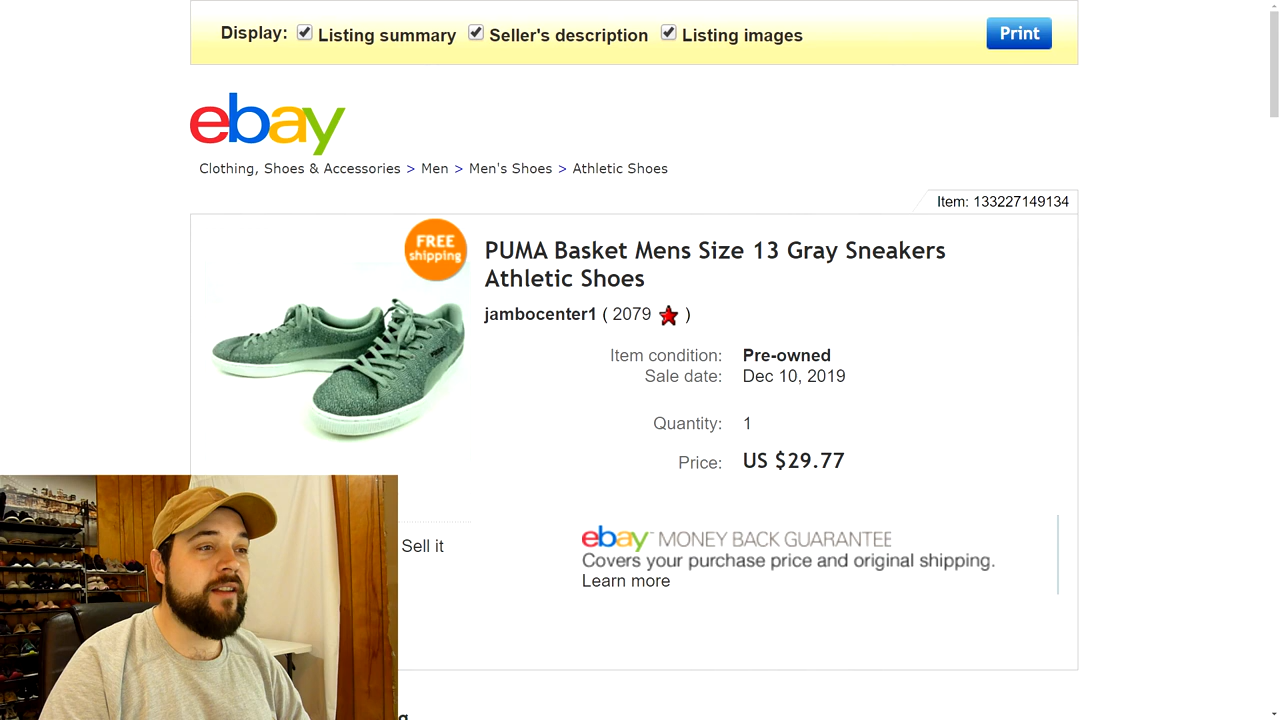 Display: Listing summary Seller's description Listing images Print
ebay
Clothing, Shoes & Accessories > Men > Men's Shoes > Athletic Shoes
Item: 133227149134
FREE
shipping
PUMA Basket Mens Size 13 Gray Sneakers
Athletic Shoes
jambocenter1 ( 2079 )
Item condition: Pre-owned
Sale date: Dec 10, 2019
Quantity: 1
Price: US $29.77
Sell it
ebay™ MONEY BACK GUARANTEE
Covers your purchase price and original shipping.
Learn more